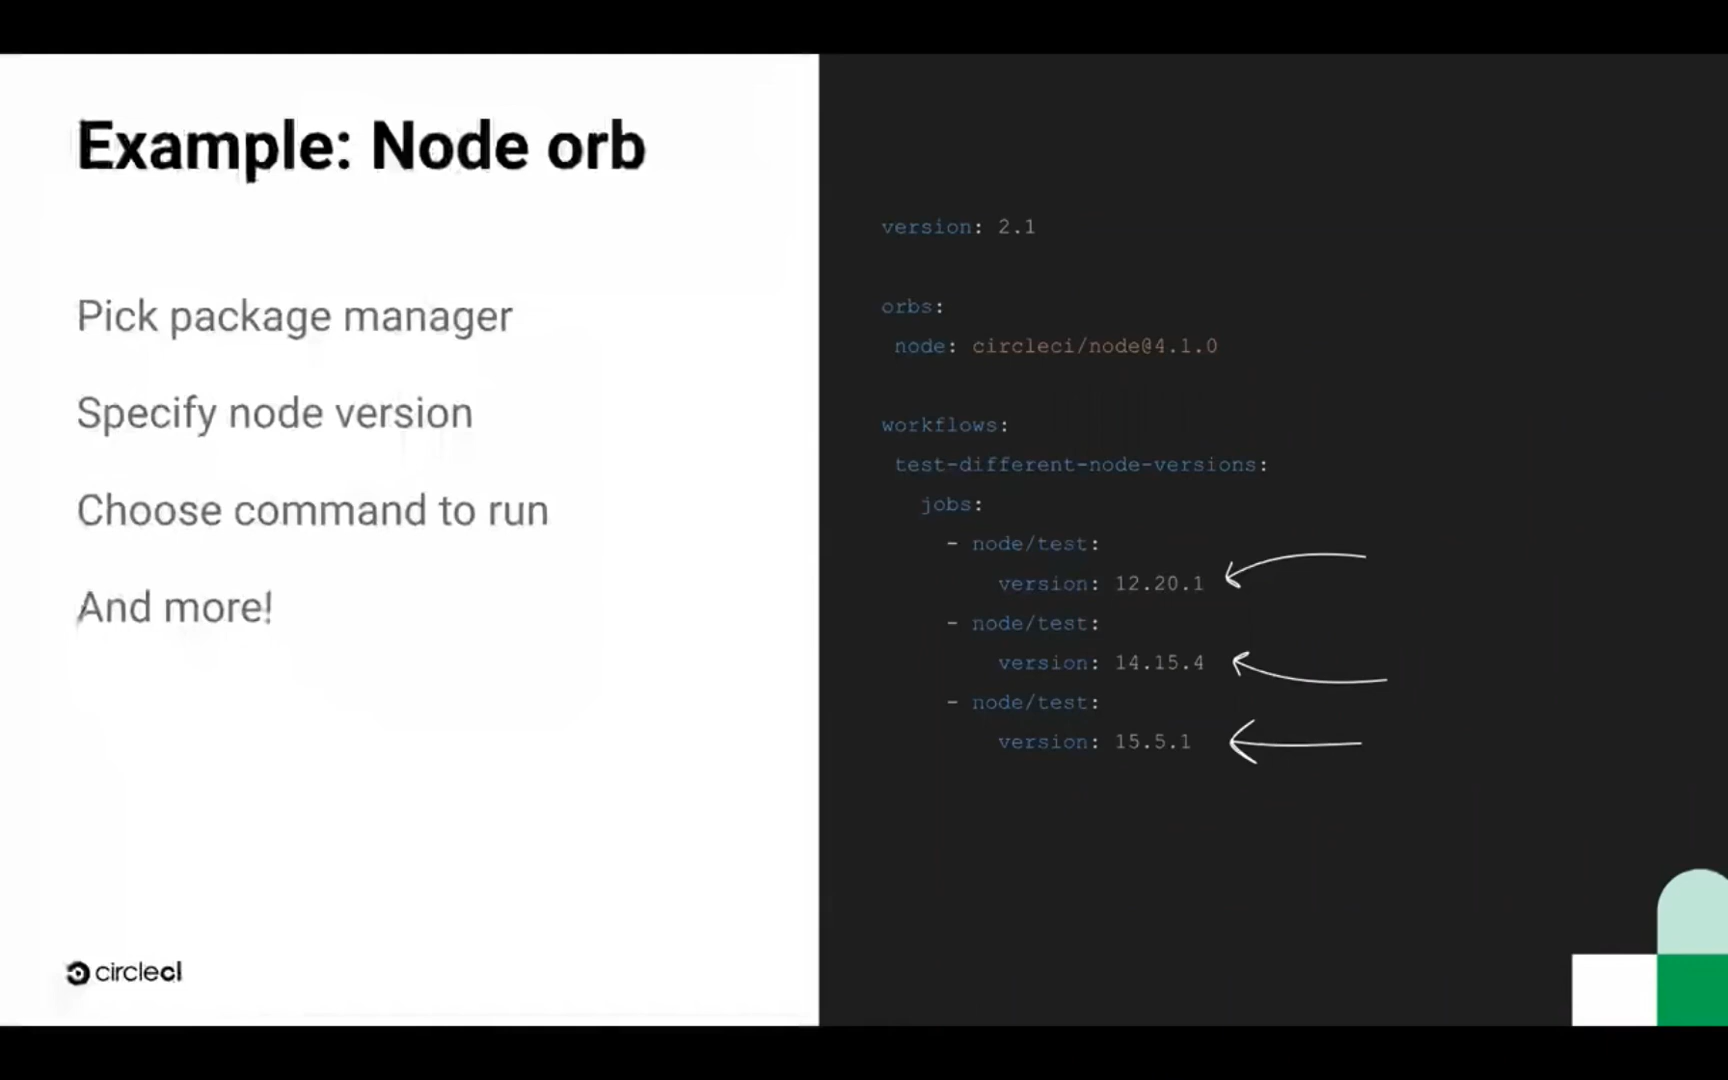 Example: Node orb
Pick package manager
Specify node version
Choose command to run
And more!
circleci
version: 2.1
orbs:
node: circleci/node@4.1.0
workflows:
test-different-node-versions:
jobs:
- node/test:
version: 12.20.1
- node/test:
version: 14.15.4
- node/test:
version: 15.5.1